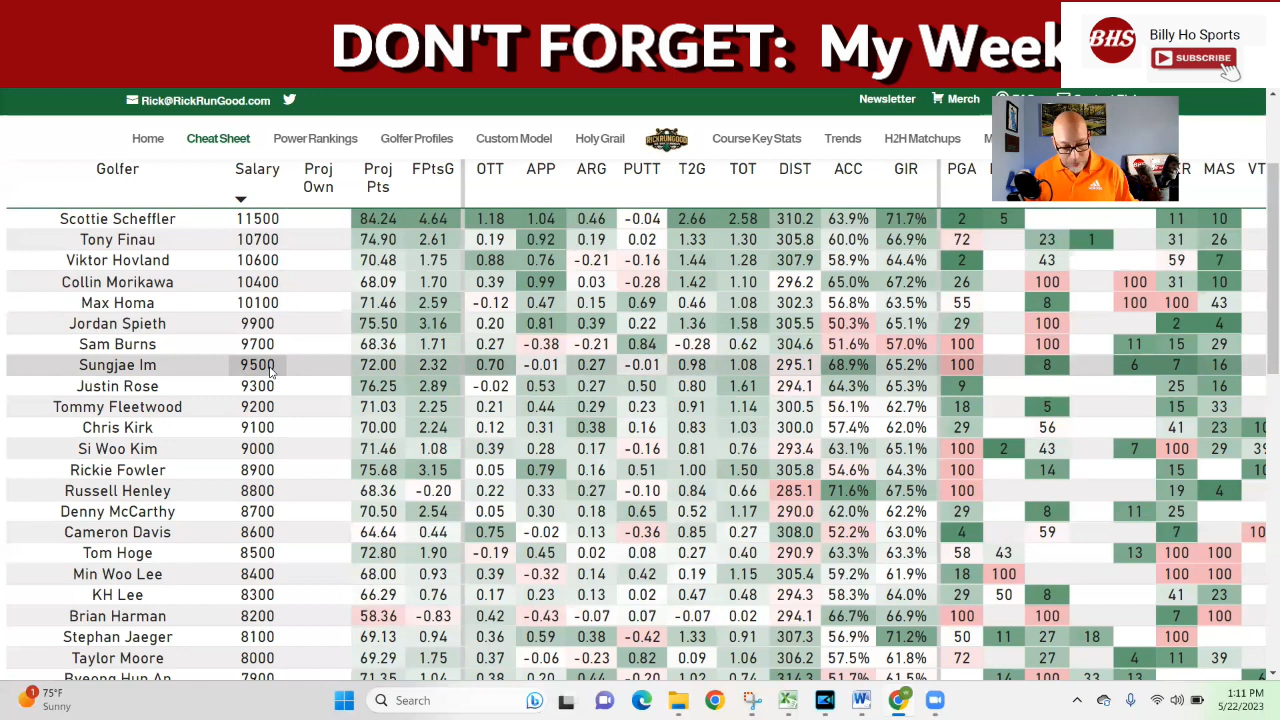 DON'T FORGET: My Week
BHS
Billy Ho Sports
SUBSCRIBE
Rick@RickRunGood.com
Newsletter
Merch
Home Cheat Sheet Power Rankings Golfer Profiles Custom Model Holy Grail RICKRUNGOOD Course Key Stats Trends H2H Matchups
Golfer Salary Proj Own Proj Pts FPtsG OTT APP ARG PUTT T2G TOT DIST ACC GIR PGA MAS VT
Scottie Scheffler 11500 84.24 4.64 1.18 1.04 0.46 -0.04 2.66 2.58 310.2 63.9% 71.7% 2 5 11 10
Tony Finau 10700 74.90 2.61 0.19 0.92 0.19 0.02 1.33 1.30 305.8 60.0% 66.9% 72 23 1 31 26
Viktor Hovland 10600 70.48 1.75 0.88 0.76 -0.21 -0.16 1.44 1.28 307.9 58.9% 64.4% 2 43 59 7
Collin Morikawa 10400 68.09 1.70 0.39 0.99 0.03 -0.28 1.42 1.10 296.2 65.0% 67.2% 26 100 100 31 10
Max Homa 10100 71.46 2.59 -0.12 0.47 0.15 0.69 0.46 1.08 302.3 56.8% 63.5% 55 8 100 100 43
Jordan Spieth 9900 75.50 3.16 0.20 0.81 0.39 0.22 1.36 1.58 305.5 50.3% 65.1% 29 100 2 4
Sam Burns 9700 68.36 1.71 0.27 -0.38 -0.21 0.84 -0.28 0.62 304.6 51.6% 57.0% 100 100 11 15 29
Sungjae Im 9500 72.00 2.32 0.70 -0.01 0.27 -0.01 0.98 1.08 295.1 68.9% 65.2% 100 8 6 7 16
Justin Rose 9300 76.25 2.89 -0.02 0.53 0.27 0.50 0.80 1.61 294.1 64.3% 65.3% 9 25 16
Tommy Fleetwood 9200 71.03 2.25 0.21 0.44 0.29 0.23 0.91 1.14 300.5 56.1% 62.7% 18 5 15 33
Chris Kirk 9100 70.00 2.24 0.12 0.31 0.38 0.16 0.83 1.03 300.0 57.4% 62.0% 29 56 41 23 10
Si Woo Kim 9000 71.46 1.08 0.39 0.28 0.17 -0.16 0.81 0.76 293.4 63.1% 65.1% 100 2 43 7 29 39
Rickie Fowler 8900 75.68 3.15 0.05 0.79 0.16 0.51 1.00 1.50 305.8 54.6% 64.3% 100 14 15 10
Russell Henley 8800 68.36 -0.20 0.22 0.33 0.27 -0.10 0.84 0.66 285.1 71.6% 67.5% 100 19 4
Denny McCarthy 8700 70.50 2.54 0.05 0.30 0.18 0.65 0.52 1.17 290.0 62.0% 62.2% 29 8 11 25
Cameron Davis 8600 64.64 0.44 0.75 -0.02 0.13 -0.36 0.85 0.27 308.0 52.2% 63.0% 4 59 7 10
Tom Hoge 8500 72.80 1.90 -0.19 0.45 0.02 0.08 0.27 0.40 290.9 63.3% 63.3% 58 43 13 100 100
Min Woo Lee 8400 68.00 0.93 0.39 -0.32 0.14 0.42 0.19 1.15 305.4 59.2% 61.9% 18 100 100 100
KH Lee 8300 66.29 0.76 0.17 0.23 0.13 0.02 0.47 0.48 294.3 58.3% 64.0% 29 50 8 41 23
Brian Harman 8200 58.36 -0.83 0.42 -0.43 -0.07 0.07 -0.07 0.02 294.1 66.7% 66.9% 100 100 7 100
Stephan Jaeger 8100 69.13 0.94 0.36 0.59 0.38 -0.42 1.33 0.91 307.3 56.9% 71.2% 50 11 27 18 100
Taylor Moore 8000 69.29 1.75 0.37 -0.06 -0.23 0.82 0.09 1.06 306.2 57.5% 61.8% 72 27 4 11 39
Byeong Hun An 7900 71.35 1.04 0.38 0.20 0.44 -0.20 1.02 0.74 314.3 51.7% 61.5%
1
75°F
Sunny
Search
1:11 PM
5/22/2023